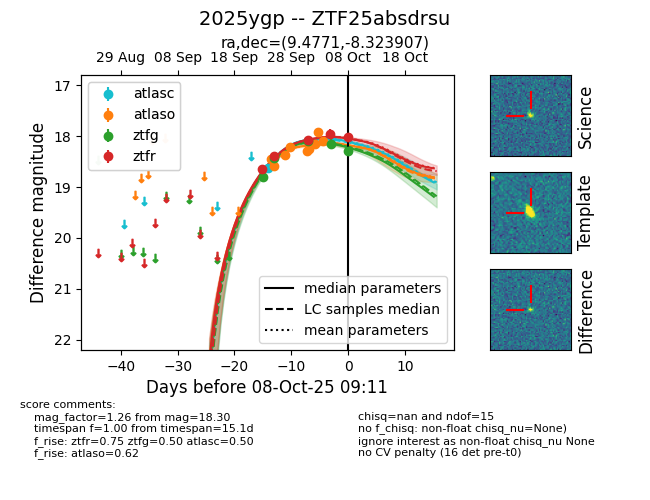 2025ygp -- ZTF25absdrsu
ra,dec=(9.4771,-8.323907)
29 Aug 08 Sep 18 Sep 28 Sep 08 Oct 18 Oct
17
18
19
20
21
22
Difference magnitude
atlasc
atlaso
ztfg
ztfr
median parameters
LC samples median
mean parameters
−40 −30 −20 −10 0 10
Days before 08-Oct-25 09:11
Science
Template
Difference
score comments:
mag_factor=1.26 from mag=18.30
timespan f=1.00 from timespan=15.1d
f_rise: ztfr=0.75 ztfg=0.50 atlasc=0.50
f_rise: atlaso=0.62
chisq=nan and ndof=15
no f_chisq: non-float chisq_nu=None)
ignore interest as non-float chisq_nu None
no CV penalty (16 det pre-t0)